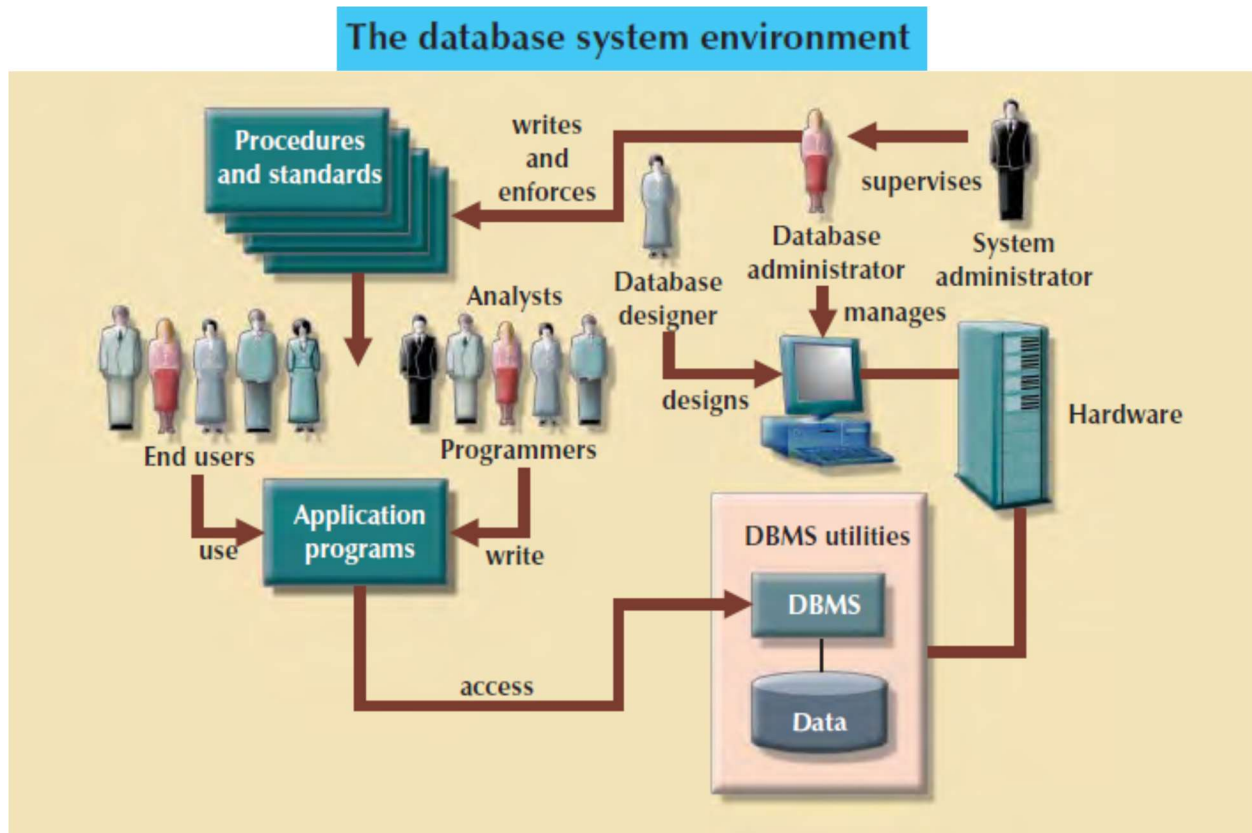 The database system environment
Procedures
and standards
writes
and
enforces
supervises
Database
administrator
System
administrator
Analysts
Database
designer
manages
designs
Hardware
End users
Programmers
Application
programs
use
write
DBMS utilities
DBMS
access
Data